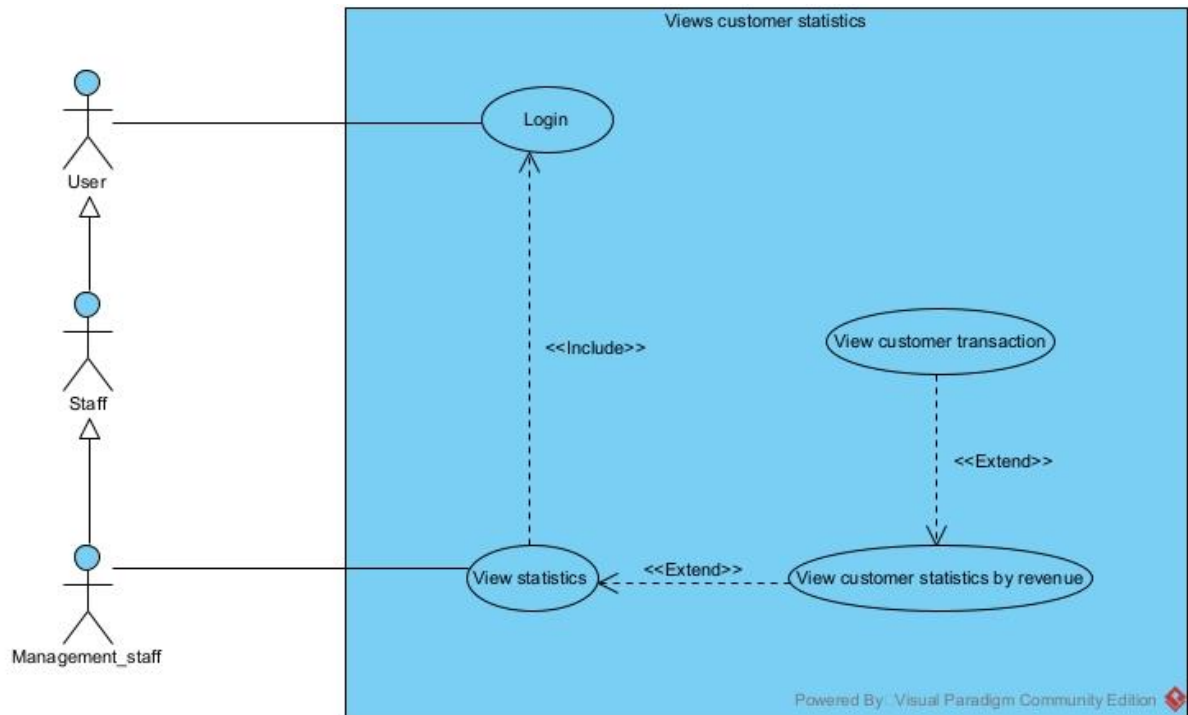 Views customer statistics
Login
User
<<Include>>
View customer transaction
Staff
<<Extend>>
<<Extend>>
View statistics
View customer statistics by revenue
Management_staff
Powered By Visual Paradigm Community Edition